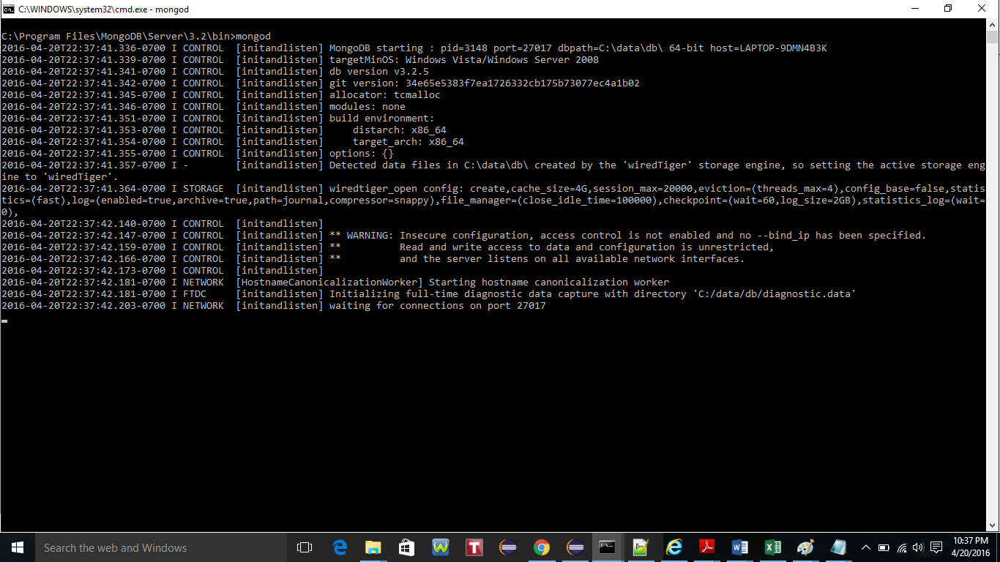 C:\WINDOWS\system32\cmd.exe - mongod
C:\Program Files\MongoDB\Server\3.2\bin>mongod
2016-04-20T22:37:41.336-0700 I CONTROL  [initandlisten] MongoDB starting : pid=3148 port=27017 dbpath=C:\data\db\ 64-bit host=LAPTOP-9DMN4B3K
2016-04-20T22:37:41.339-0700 I CONTROL  [initandlisten] targetMinOS: Windows Vista/Windows Server 2008
2016-04-20T22:37:41.341-0700 I CONTROL  [initandlisten] db version v3.2.5
2016-04-20T22:37:41.342-0700 I CONTROL  [initandlisten] git version: 34e65e5383f7ea1726332cb175b73077ec4a1b02
2016-04-20T22:37:41.345-0700 I CONTROL  [initandlisten] allocator: tcmalloc
2016-04-20T22:37:41.346-0700 I CONTROL  [initandlisten] modules: none
2016-04-20T22:37:41.351-0700 I CONTROL  [initandlisten] build environment:
2016-04-20T22:37:41.353-0700 I CONTROL  [initandlisten]     distarch: x86_64
2016-04-20T22:37:41.354-0700 I CONTROL  [initandlisten]     target_arch: x86_64
2016-04-20T22:37:41.355-0700 I CONTROL  [initandlisten] options: {}
2016-04-20T22:37:41.357-0700 I -        [initandlisten] Detected data files in C:\data\db\ created by the 'wiredTiger' storage engine, so setting the active storage eng
ine to 'wiredTiger'.
2016-04-20T22:37:41.364-0700 I STORAGE  [initandlisten] wiredtiger_open config: create,cache_size=4G,session_max=20000,eviction=(threads_max=4),config_base=false,statis
tics=(fast),log=(enabled=true,archive=true,path=journal,compressor=snappy),file_manager=(close_idle_time=100000),checkpoint=(wait=60,log_size=2GB),statistics_log=(wait=
0),
2016-04-20T22:37:42.140-0700 I CONTROL  [initandlisten]
2016-04-20T22:37:42.147-0700 I CONTROL  [initandlisten] ** WARNING: Insecure configuration, access control is not enabled and no --bind_ip has been specified.
2016-04-20T22:37:42.159-0700 I CONTROL  [initandlisten] **          Read and write access to data and configuration is unrestricted,
2016-04-20T22:37:42.166-0700 I CONTROL  [initandlisten] **          and the server listens on all available network interfaces.
2016-04-20T22:37:42.173-0700 I CONTROL  [initandlisten]
2016-04-20T22:37:42.181-0700 I NETWORK  [HostnameCanonicalizationWorker] Starting hostname canonicalization worker
2016-04-20T22:37:42.181-0700 I FTDC     [initandlisten] Initializing full-time diagnostic data capture with directory 'C:/data/db/diagnostic.data'
2016-04-20T22:37:42.203-0700 I NETWORK  [initandlisten] waiting for connections on port 27017
Search the web and Windows
10:37 PM
4/20/2016